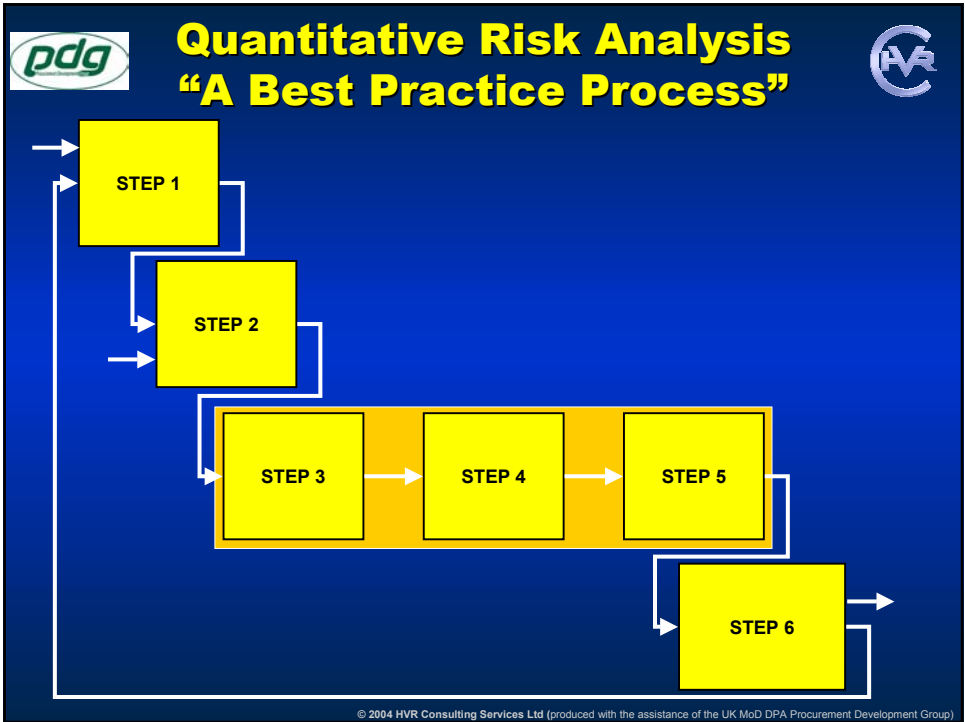 pdg
Quantitative Risk Analysis
“A Best Practice Process”
HVR
STEP 1
STEP 2
STEP 3
STEP 4
STEP 5
STEP 6
© 2004 HVR Consulting Services Ltd (produced with the assistance of the UK MoD DPA Procurement Development Group)